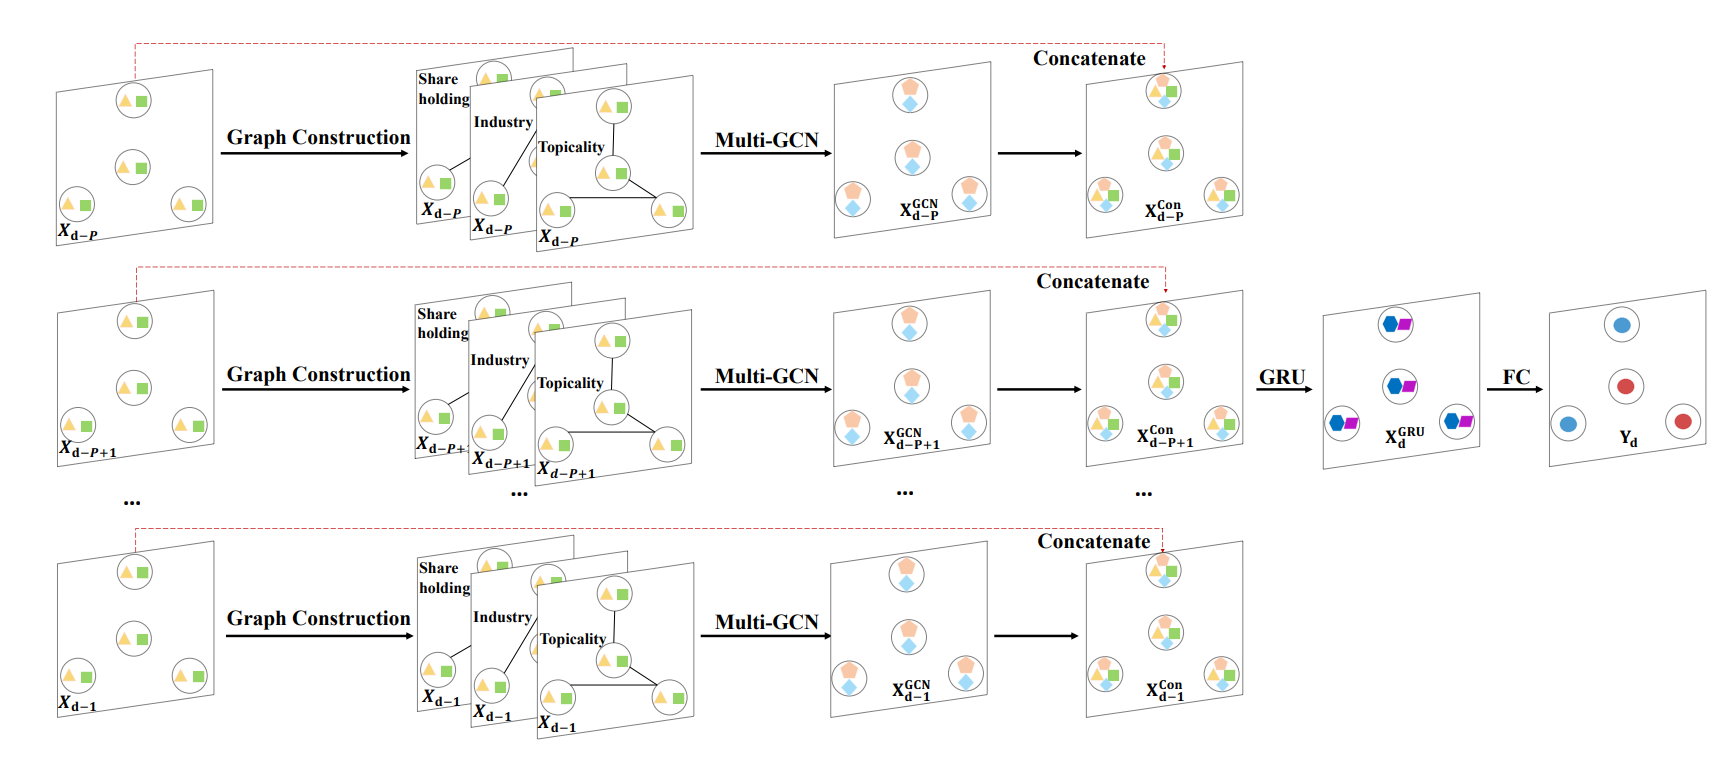 Concatenate
Share
holding
Industry
Topicality
Graph Construction
Multi-GCN
X_{d-P}
X_{d-P}
X_{d-P}
X_{d-P}
X^{GCN}_{d-P}
X^{Con}_{d-P}
Concatenate
Share
holding
Industry
Topicality
Graph Construction
Multi-GCN
GRU
FC
X_{d-P+1}
X_{d-P+1}
X_{d-P+1}
X_{d-P+1}
X^{GCN}_{d-P+1}
X^{Con}_{d-P+1}
X^{GRU}_{d}
Y_{d}
...
...
...
...
Concatenate
Share
holding
Industry
Topicality
Graph Construction
Multi-GCN
X_{d-1}
X_{d-1}
X_{d-1}
X_{d-1}
X^{GCN}_{d-1}
X^{Con}_{d-1}